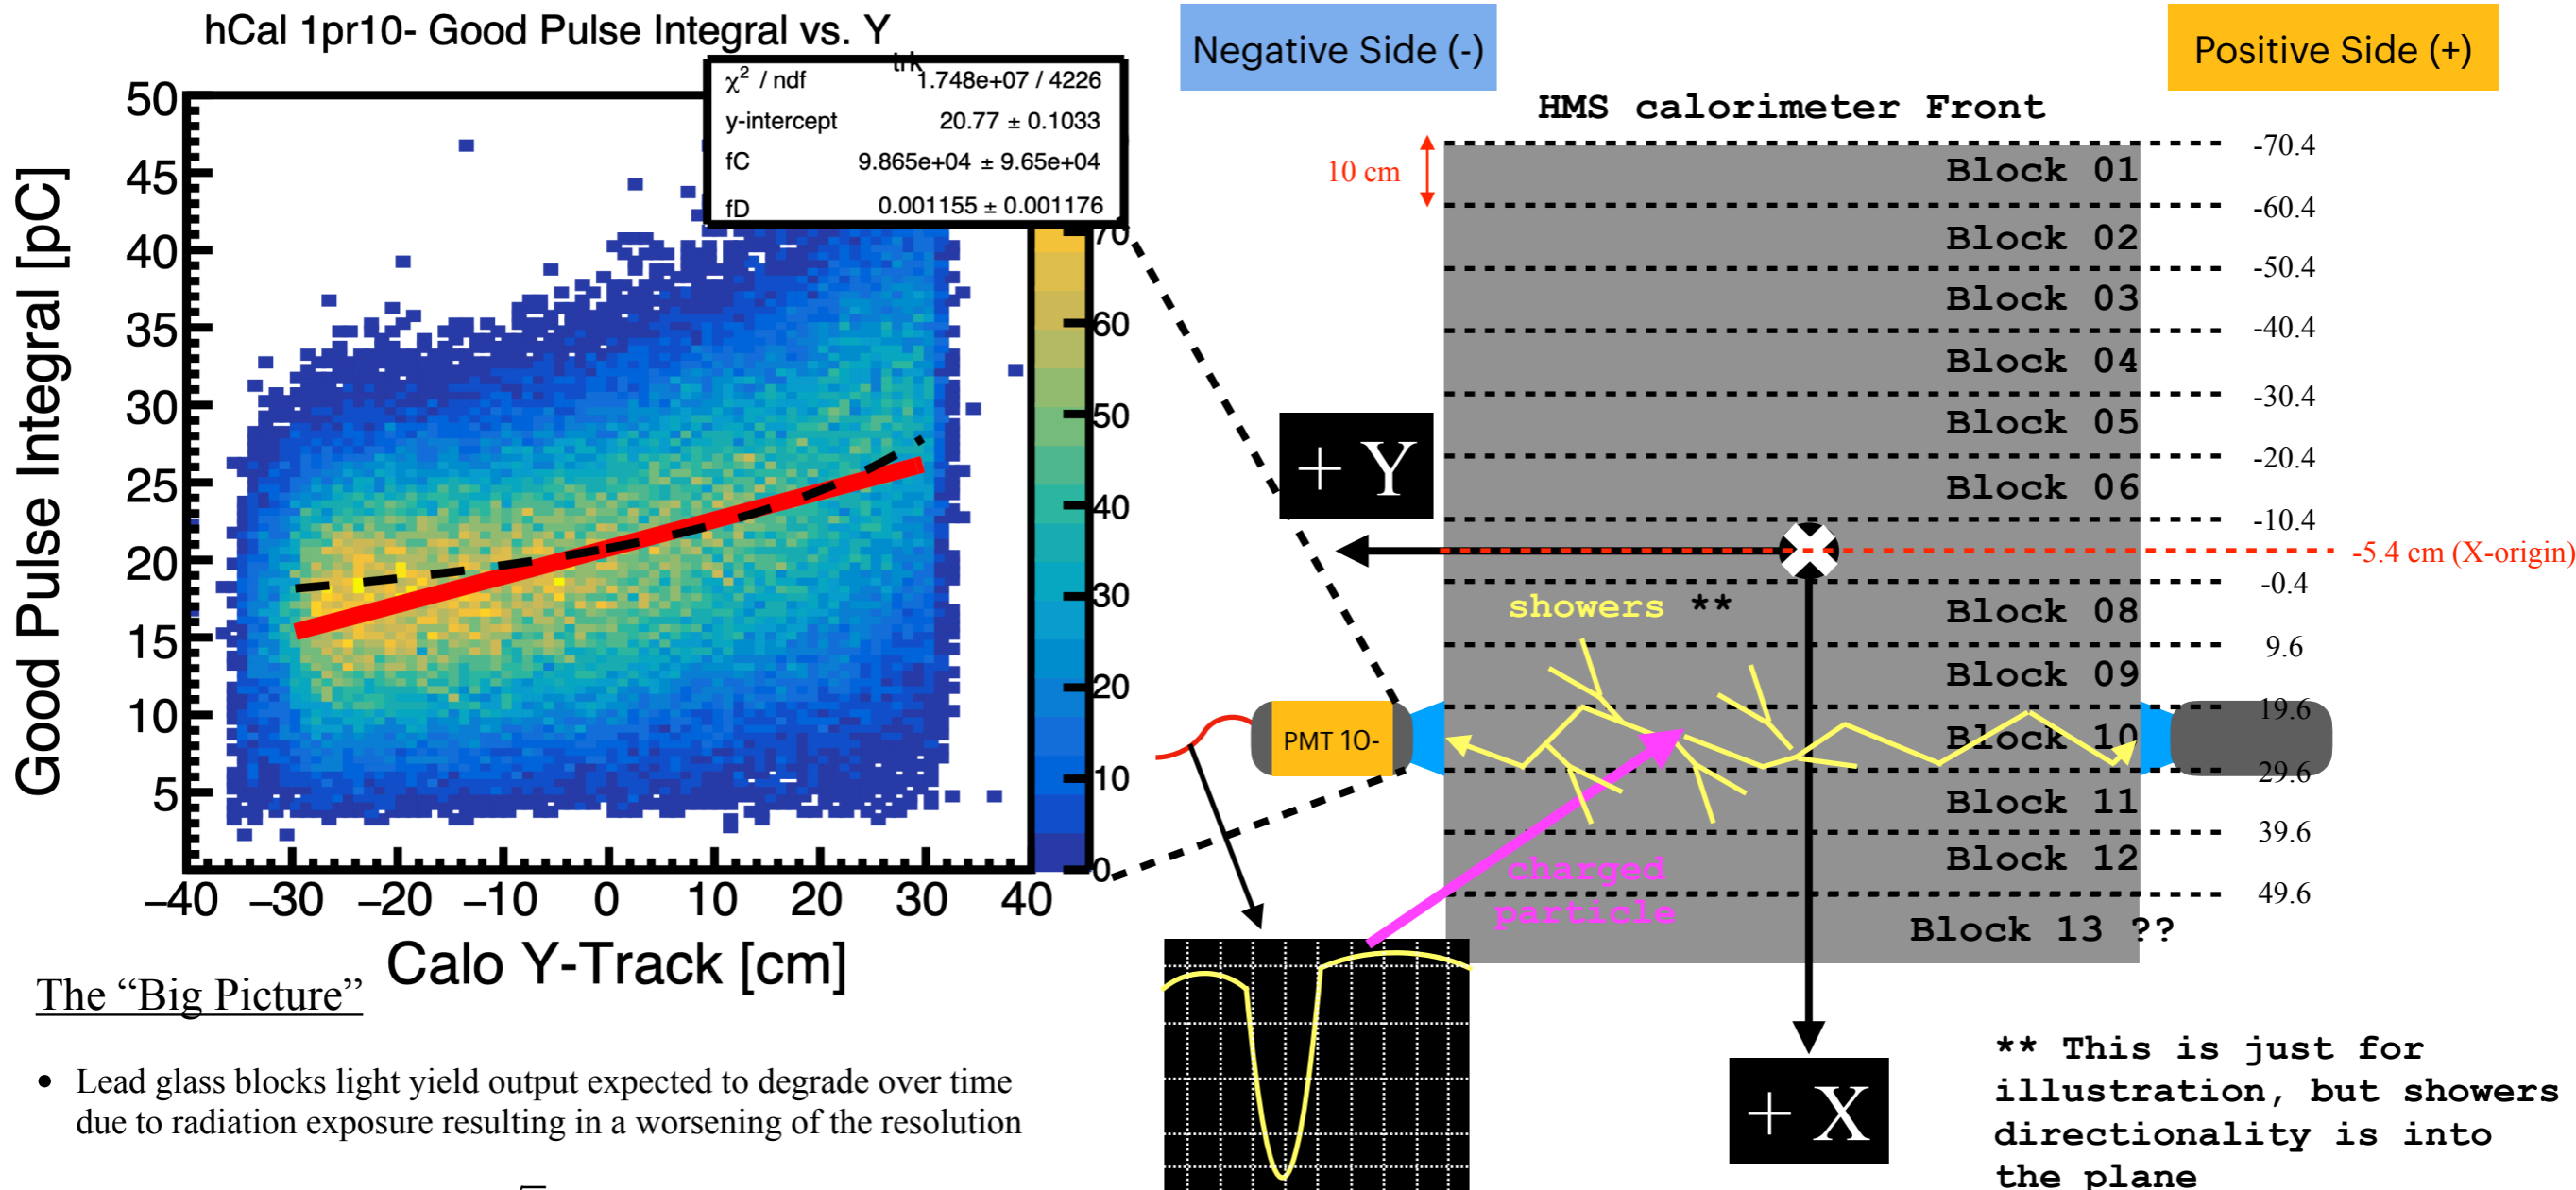 hCal 1pr10- Good Pulse Integral vs. Y
trk
χ² / ndf 1.748e+07 / 4226
y-intercept 20.77 ± 0.1033
fC 9.865e+04 ± 9.65e+04
fD 0.001155 ± 0.001176
Good Pulse Integral [pC]
50
45
40
35
30
25
20
15
10
5
70
60
50
40
30
20
10
0
−40 −30 −20 −10 0 10 20 30 40
Calo Y-Track [cm]
Negative Side (-)
Positive Side (+)
HMS calorimeter Front
10 cm
Block 01
Block 02
Block 03
Block 04
Block 05
Block 06
Block 08
Block 09
Block 10
Block 11
Block 12
Block 13 ??
-70.4
-60.4
-50.4
-40.4
-30.4
-20.4
-10.4
-5.4 cm (X-origin)
-0.4
9.6
19.6
29.6
39.6
49.6
+ Y
showers **
PMT 10-
charged
particle
+ X
** This is just for
illustration, but showers
directionality is into
the plane
The “Big Picture”
• Lead glass blocks light yield output expected to degrade over time
due to radiation exposure resulting in a worsening of the resolution